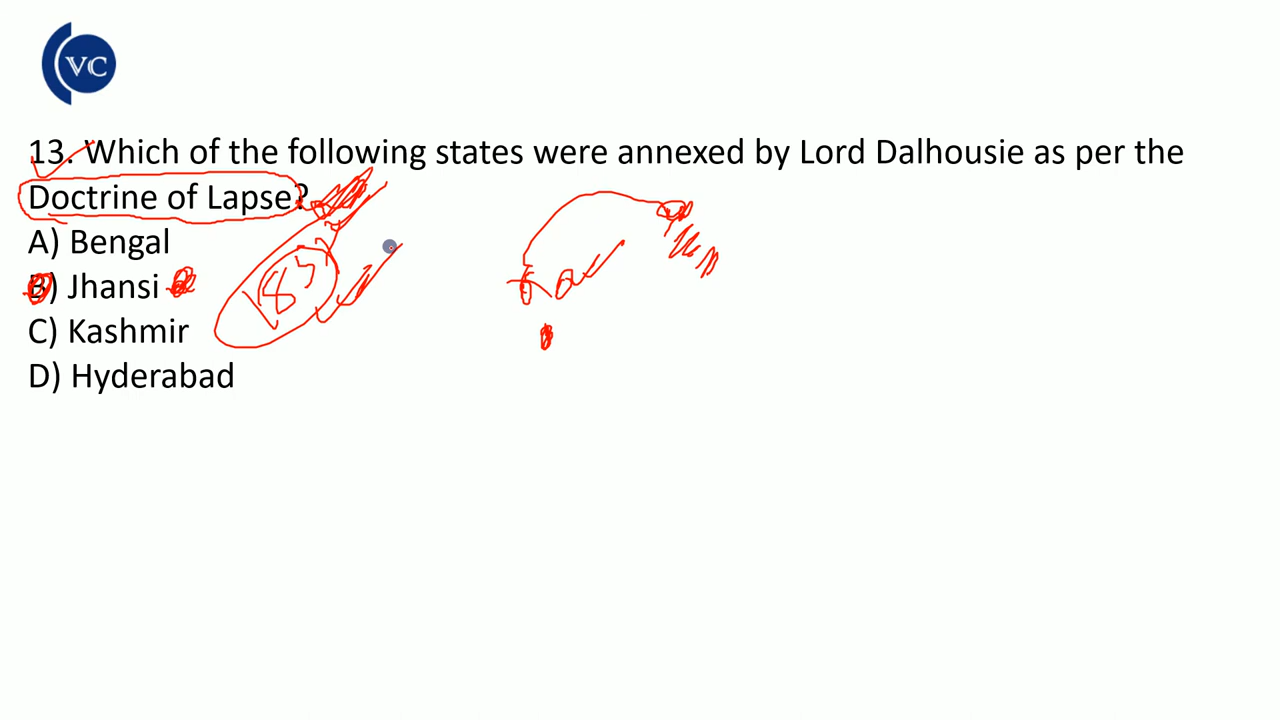 VC
13. Which of the following states were annexed by Lord Dalhousie as per the
Doctrine of Lapse?
A) Bengal
B) Jhansi
C) Kashmir
D) Hyderabad